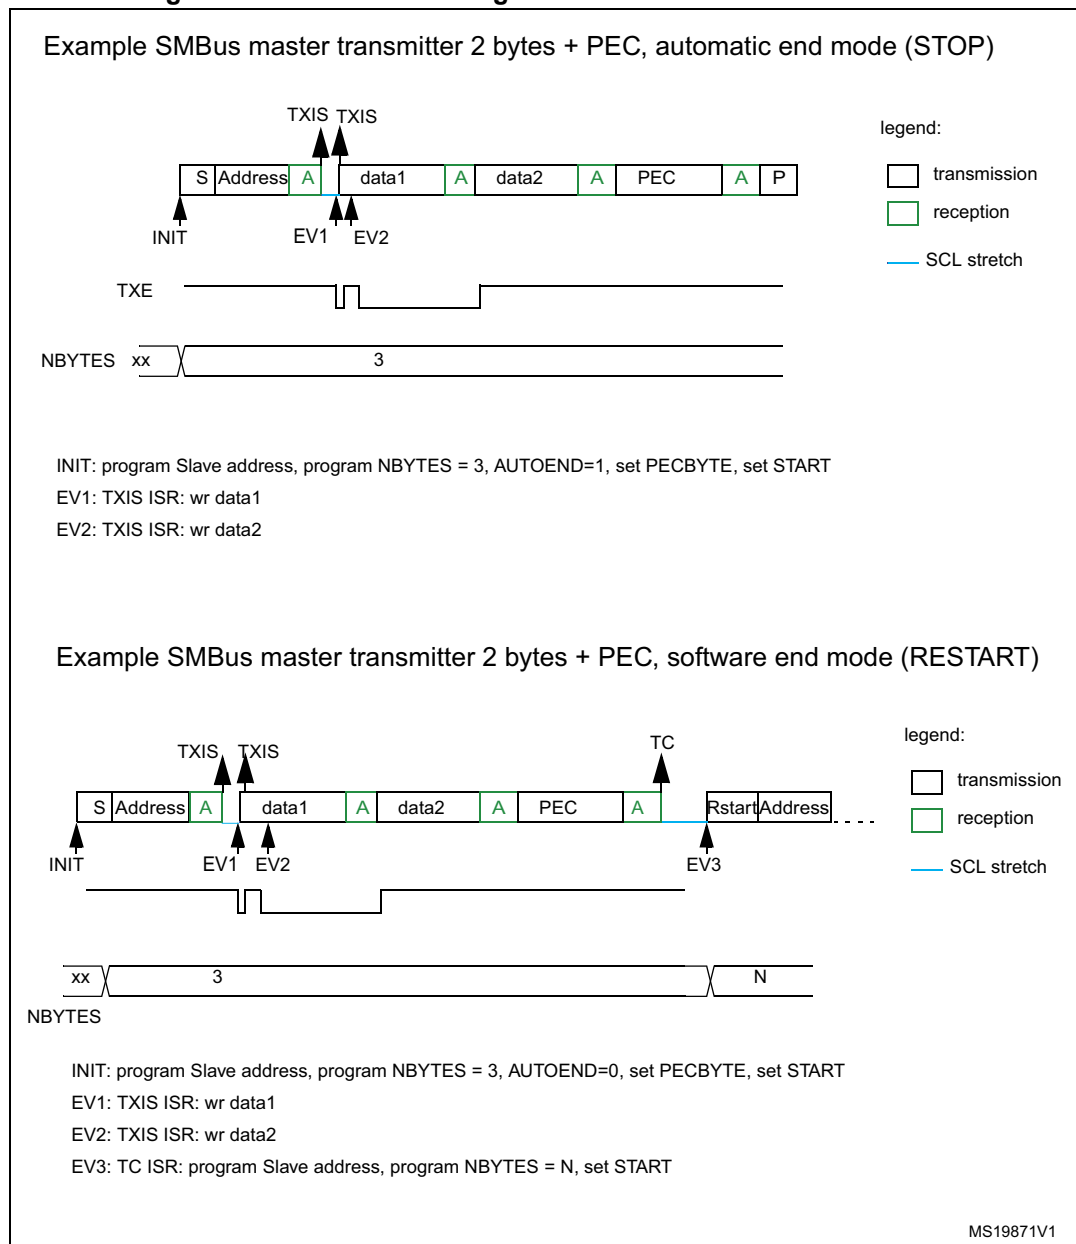 Example SMBus master transmitter 2 bytes + PEC, automatic end mode (STOP)
TXIS TXIS
legend:
S Address A data1 A data2 A PEC A P
transmission
reception
INIT EV1 EV2
SCL stretch
TXE
NBYTES xx 3
INIT: program Slave address, program NBYTES = 3, AUTOEND=1, set PECBYTE, set START
EV1: TXIS ISR: wr data1
EV2: TXIS ISR: wr data2
Example SMBus master transmitter 2 bytes + PEC, software end mode (RESTART)
TXIS TXIS TC
legend:
S Address A data1 A data2 A PEC A Rstart Address
transmission
reception
INIT EV1 EV2 EV3
SCL stretch
xx 3 N
NBYTES
INIT: program Slave address, program NBYTES = 3, AUTOEND=0, set PECBYTE, set START
EV1: TXIS ISR: wr data1
EV2: TXIS ISR: wr data2
EV3: TC ISR: program Slave address, program NBYTES = N, set START
MS19871V1